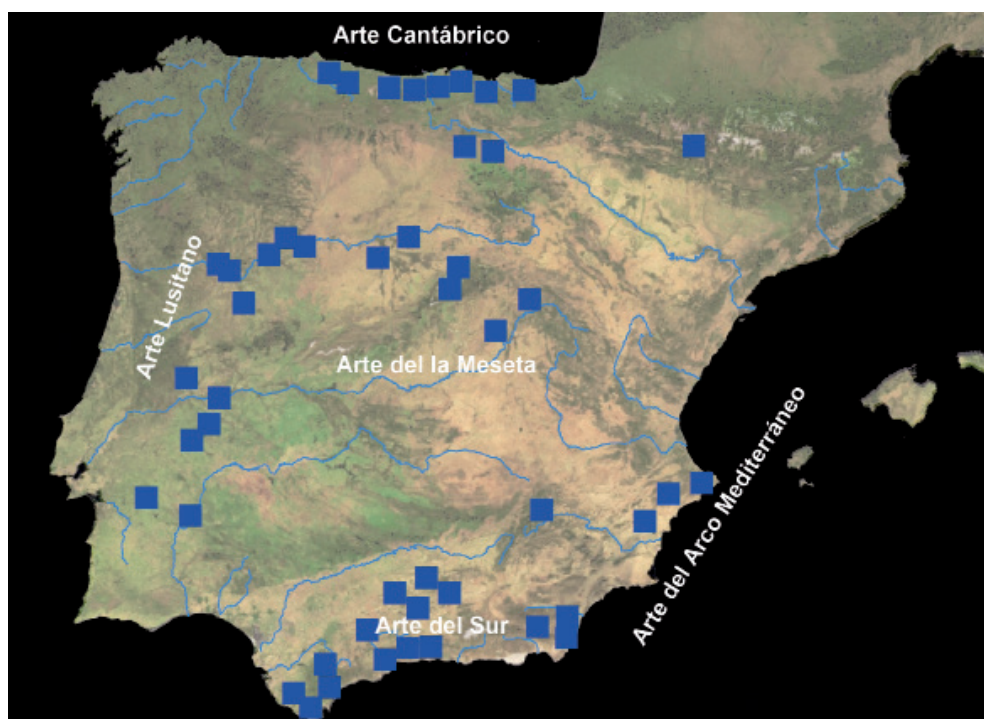 Arte Cantábrico
Arte Lusitano
Arte del la Meseta
Arte del Arco Mediterráneo
Arte del Sur